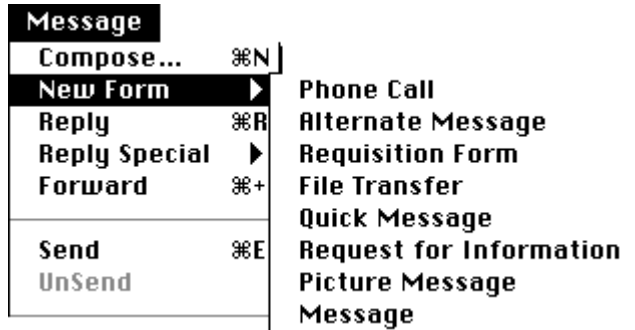 Message
Compose... ⌘N
New Form ▶
Reply ⌘R
Reply Special ▶
Forward ⌘+
Send ⌘E
UnSend
Phone Call
Alternate Message
Requisition Form
File Transfer
Quick Message
Request for Information
Picture Message
Message